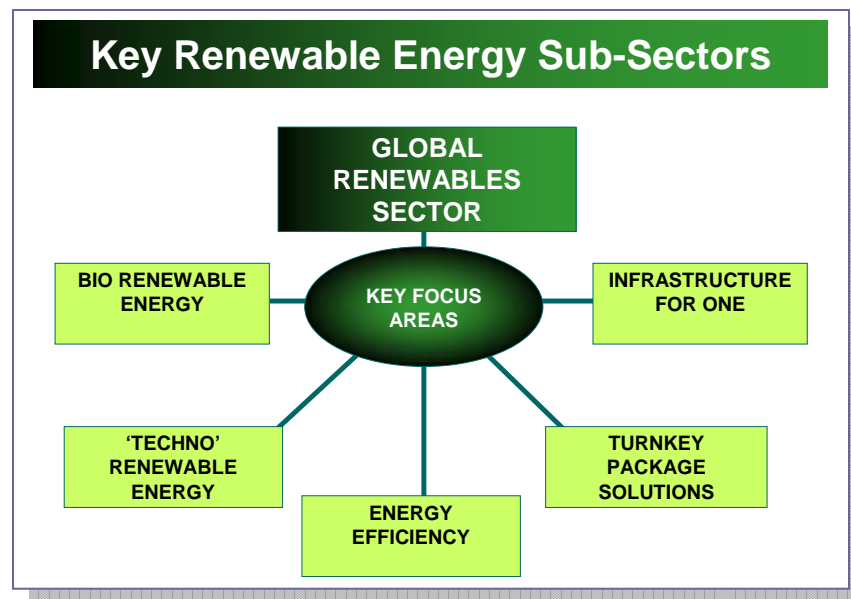 Key Renewable Energy Sub-Sectors
GLOBAL
RENEWABLES
SECTOR
KEY FOCUS
AREAS
BIO RENEWABLE
ENERGY
INFRASTRUCTURE
FOR ONE
‘TECHNO’
RENEWABLE
ENERGY
TURNKEY
PACKAGE
SOLUTIONS
ENERGY
EFFICIENCY